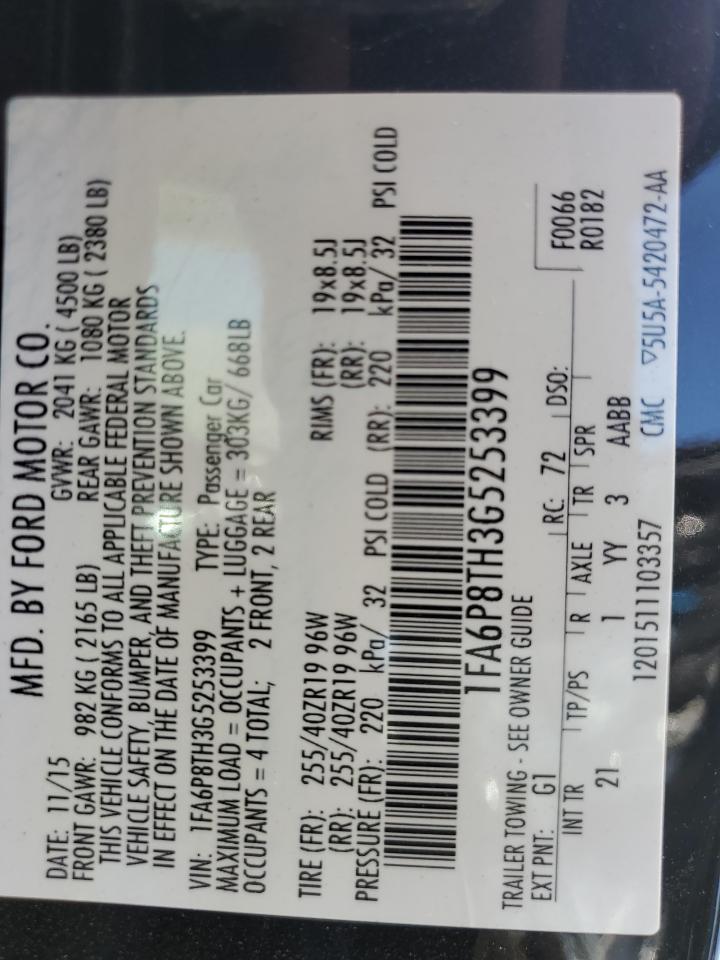 MFD. BY FORD MOTOR CO.
DATE: 11/15 GVWR: 2041 KG ( 4500 LB)
FRONT GAWR: 982 KG ( 2165 LB) REAR GAWR: 1080 KG ( 2380 LB)
THIS VEHICLE CONFORMS TO ALL APPLICABLE FEDERAL MOTOR
VEHICLE SAFETY, BUMPER, AND THEFT PREVENTION STANDARDS
IN EFFECT ON THE DATE OF MANUFACTURE SHOWN ABOVE.
VIN: 1FA6P8TH3G5253399 TYPE: Passenger Car
MAXIMUM LOAD = OCCUPANTS + LUGGAGE = 303KG/ 668LB
OCCUPANTS = 4 TOTAL; 2 FRONT, 2 REAR
TIRE (FR): 255/40ZR19 96W RIMS (FR): 19x8.5J
(RR): 255/40ZR19 96W (RR): 19x8.5J
PRESSURE (FR): 220 kPa/ 32 PSI COLD (RR): 220 kPa/ 32 PSI COLD
1FA6P8TH3G5253399
TRAILER TOWING - SEE OWNER GUIDE F0066
EXT PNT: G1 RC: 72 DSO: R0182
INT TR TP/PS R AXLE TR SPR
21 1 YY 3 AABB
1201511103357 CMC ▽5U5A-5420472-AA